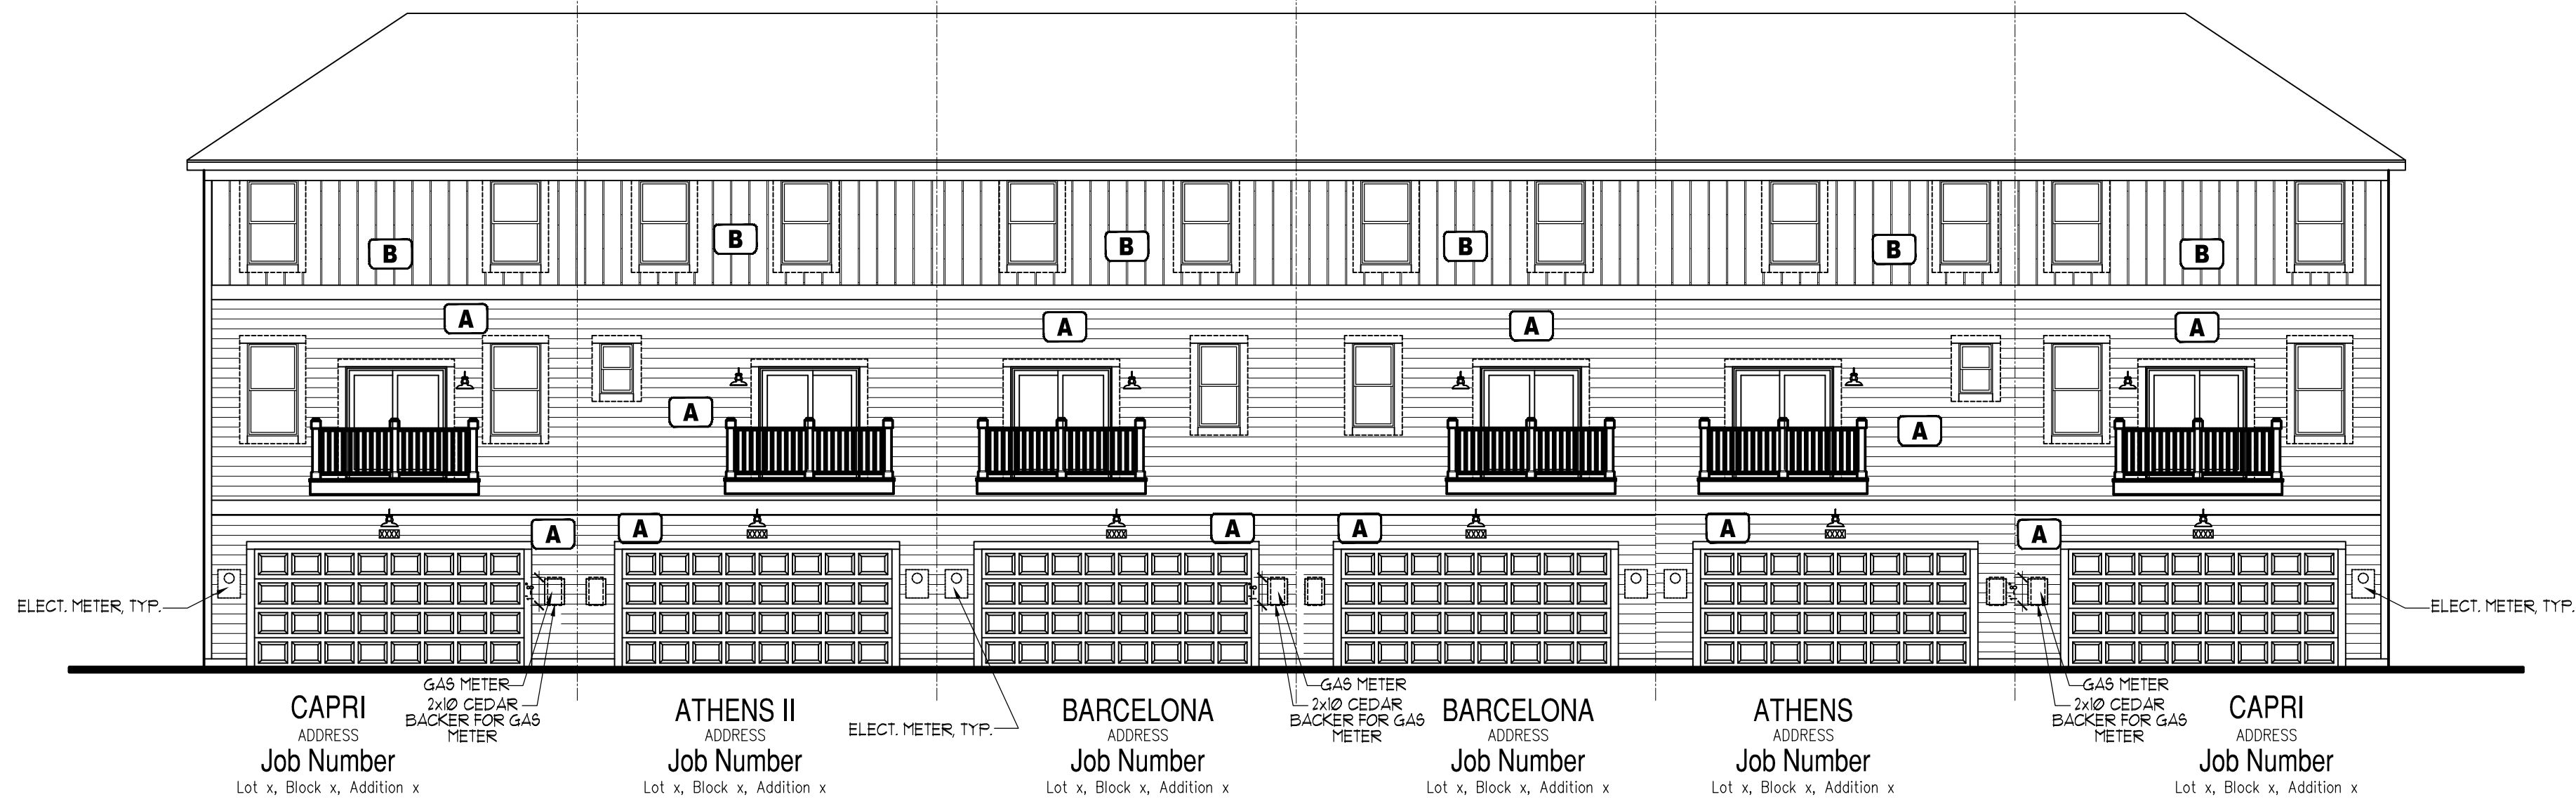 B
B
B
B
B
B
A
A
A
A
A
A
A
A
A
A
A
A
A
ELECT. METER, TYP.
ELECT. METER, TYP.
GAS METER
2x10 CEDAR
BACKER FOR GAS
METER
ELECT. METER, TYP.
GAS METER
2x10 CEDAR
BACKER FOR GAS
METER
GAS METER
2x10 CEDAR
BACKER FOR GAS
METER
CAPRI
ADDRESS
Job Number
Lot x, Block x, Addition x
ATHENS II
ADDRESS
Job Number
Lot x, Block x, Addition x
BARCELONA
ADDRESS
Job Number
Lot x, Block x, Addition x
BARCELONA
ADDRESS
Job Number
Lot x, Block x, Addition x
ATHENS
ADDRESS
Job Number
Lot x, Block x, Addition x
CAPRI
ADDRESS
Job Number
Lot x, Block x, Addition x